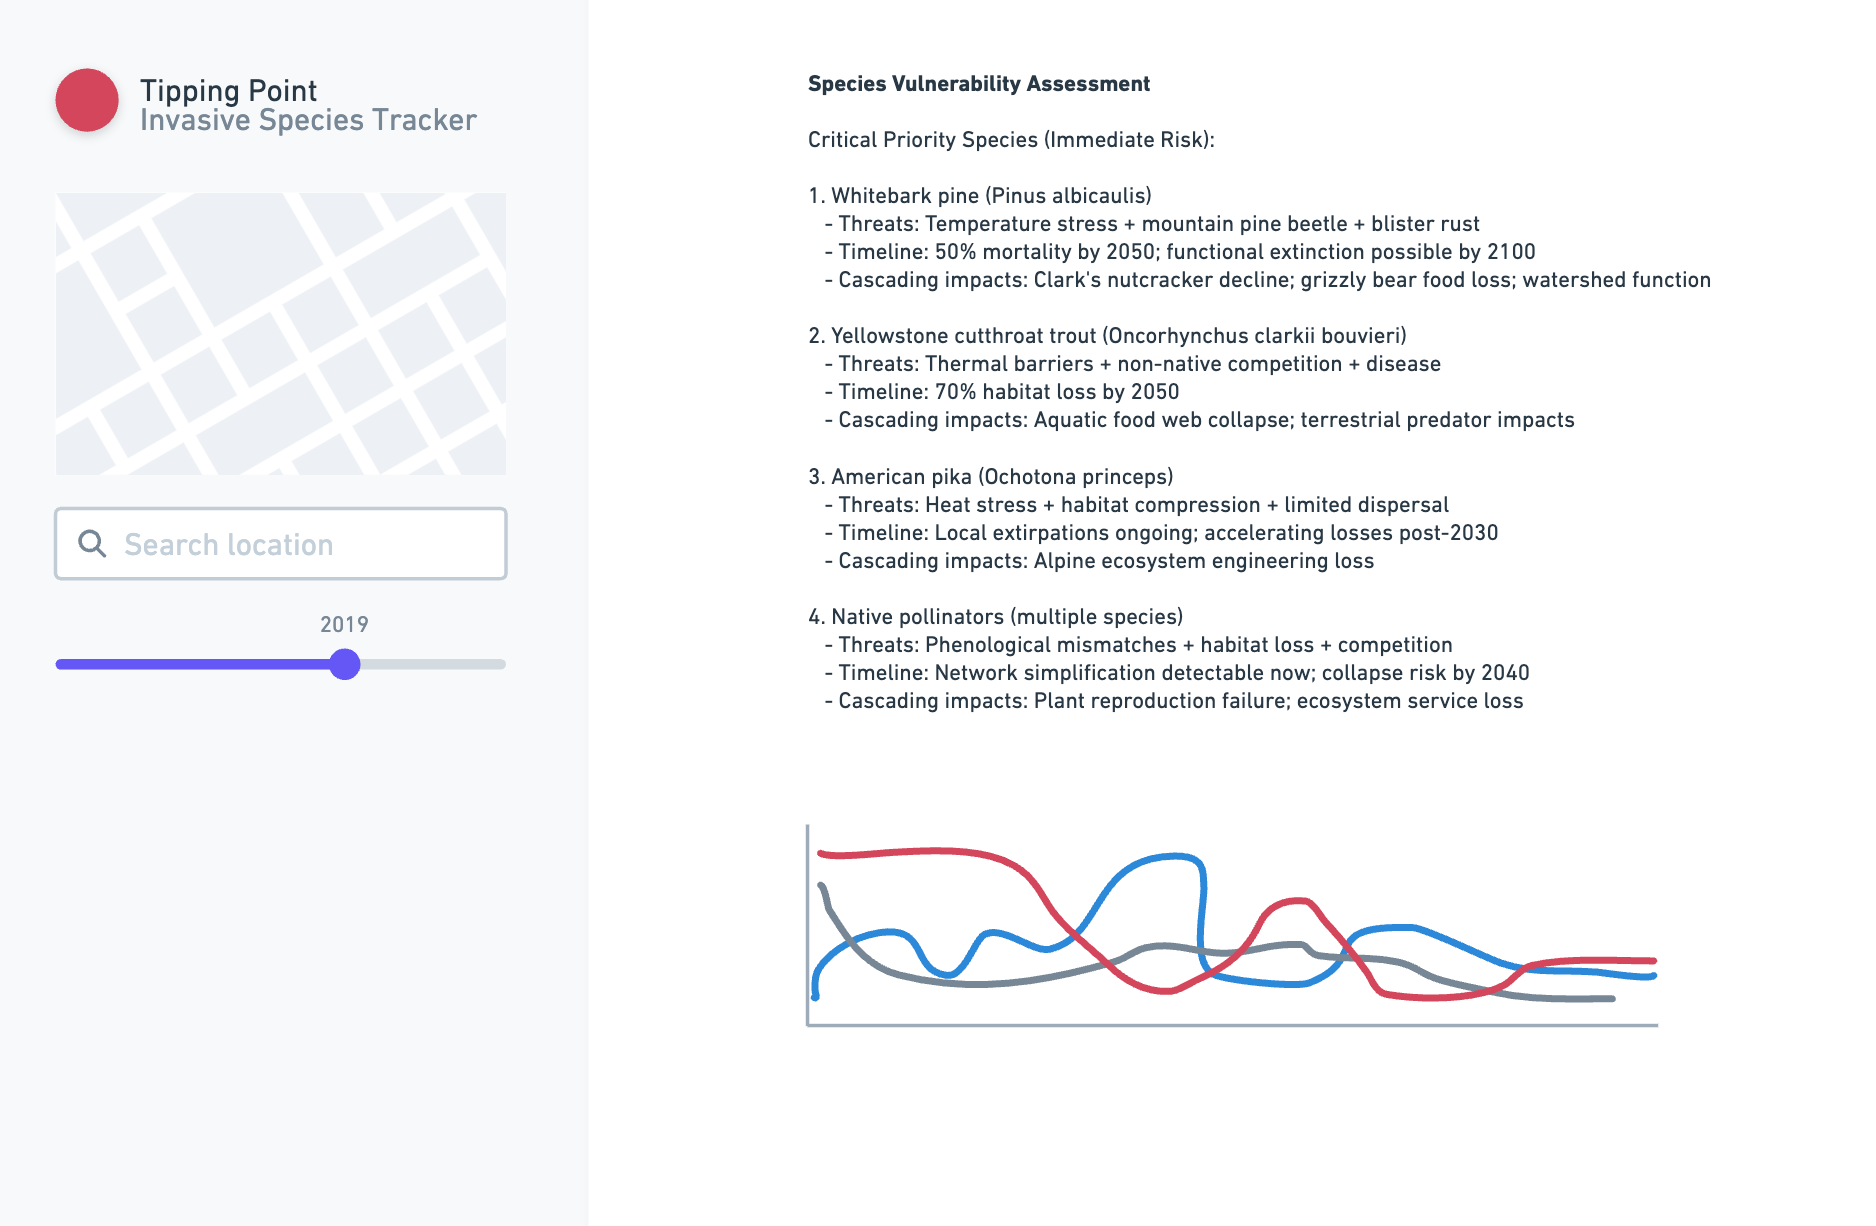 Tipping Point
Invasive Species Tracker
Search location
2019
Species Vulnerability Assessment
Critical Priority Species (Immediate Risk):
1. Whitebark pine (Pinus albicaulis)
- Threats: Temperature stress + mountain pine beetle + blister rust
- Timeline: 50% mortality by 2050; functional extinction possible by 2100
- Cascading impacts: Clark's nutcracker decline; grizzly bear food loss; watershed function
2. Yellowstone cutthroat trout (Oncorhynchus clarkii bouvieri)
- Threats: Thermal barriers + non-native competition + disease
- Timeline: 70% habitat loss by 2050
- Cascading impacts: Aquatic food web collapse; terrestrial predator impacts
3. American pika (Ochotona princeps)
- Threats: Heat stress + habitat compression + limited dispersal
- Timeline: Local extirpations ongoing; accelerating losses post-2030
- Cascading impacts: Alpine ecosystem engineering loss
4. Native pollinators (multiple species)
- Threats: Phenological mismatches + habitat loss + competition
- Timeline: Network simplification detectable now; collapse risk by 2040
- Cascading impacts: Plant reproduction failure; ecosystem service loss